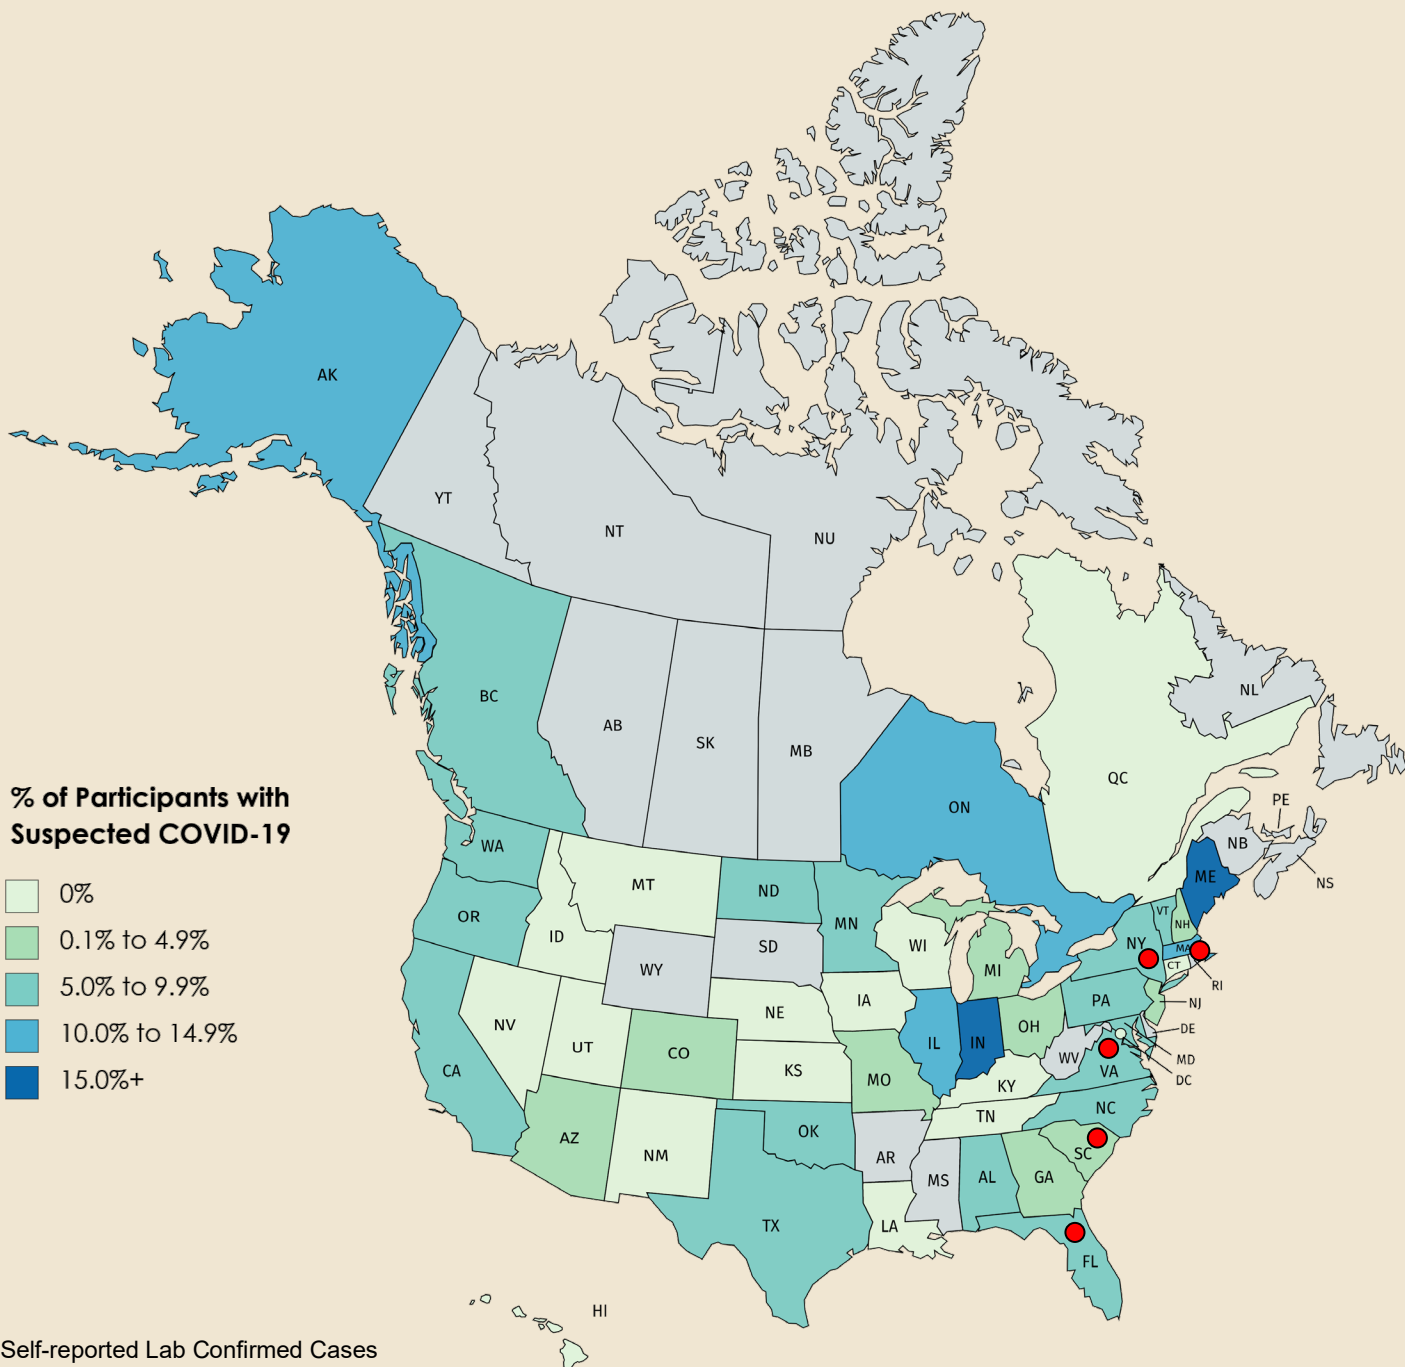 AK
YT
NT
NU
BC
AB
SK
MB
NL
QC
ON
PE
NB
NS
% of Participants with
Suspected COVID-19
0%
0.1% to 4.9%
5.0% to 9.9%
10.0% to 14.9%
15.0%+
WA
MT
ND
MN
ME
OR
ID
SD
WI
MI
NY
VT
NH
MA
CT
RI
WY
IA
PA
NJ
NE
NV
UT
CO
KS
IL
IN
OH
WV
VA
DE
MD
DC
CA
MO
KY
TN
NC
AZ
NM
OK
AR
MS
AL
GA
SC
TX
LA
FL
HI
Self-reported Lab Confirmed Cases